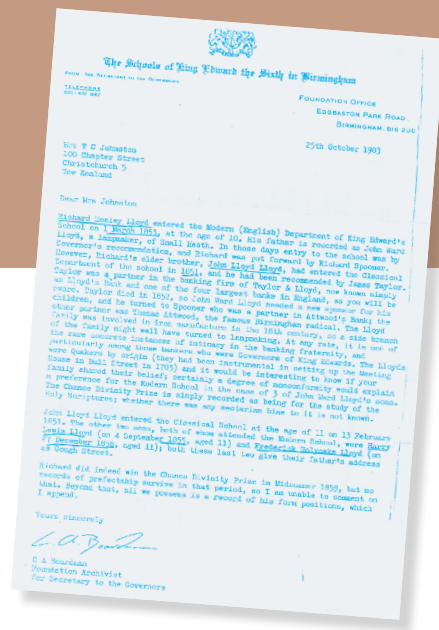 The Schools of King Edward the Sixth in Birmingham
FROM THE SECRETARY TO THE GOVERNORS
TELEPHONE
FOUNDATION OFFICE
EDGBASTON PARK ROAD
BIRMINGHAM, B15 2UD
25th October 1983
Mrs T C Johnston
100 Chapter Street
Christchurch 5
New Zealand
Dear Mrs Johnston
Richard Hoeley Lloyd entered the Modern (English) Department of King Edward's
School on 1 March 1853, at the age of 10. His father is recorded as John Ward
Lloyd, a lampmaker, of Small Heath. In those days entry to the school was by
Governor's recommendation, and Richard was put forward by Richard Spooner.
However, Richard's elder brother, John Lloyd Lloyd, had entered the Classical
Department of the school in 1851, and he had been recommended by James Taylor.
Taylor was a partner in the banking firm of Taylor & Lloyd, now known simply
as Lloyd's Bank and one of the four largest banks in England, as you will be
aware. Taylor died in 1852, so John Ward Lloyd needed a new sponsor for his
children, and he turned to Spooner who was a partner in Attwood's Bank; the
other partner was Thomas Attwood, the famous Birmingham radical. The Lloyd
family was involved in iron manufacture in the 18th century, so a side branch
of the family might well have turned to lampmaking. At any rate, it is one of
the rare concrete instances of intimacy in the banking fraternity, and
particularly among those bankers who were Governors of King Edwards. The Lloyds
were Quakers by origin (they had been instrumental in setting up the Meeting
House in Bull Street in 1703) and it would be interesting to know if your
family shared their belief; certainly a degree of nonconformity would explain
a preference for the Modern School in the case of 3 of John Ward Lloyd's sons.
The Chance Divinity Prize is simply recorded as being for the study of the
Holy Scriptures; whether there was any sectarian bias to it is not known.
John Lloyd Lloyd entered the Classical School at the age of 11 on 13 February
1851. The other two sons, both of whom attended the Modern School, were Harry
Lewis Lloyd (on 4 September 1855, aged 11) and Frederick Lloyd (on
December 1858, aged 11); both these last two give their father's address
as Gough Street.
Richard did indeed win the Chance Divinity Prize in Midsummer 1858, but no
records of prefectship survive in that period, so I am unable to comment on
that. Beyond that, all we possess is a record of his form positions, which
I append.
Yours sincerely
C A Boardman
Foundation Archivist
for Secretary to the Governors